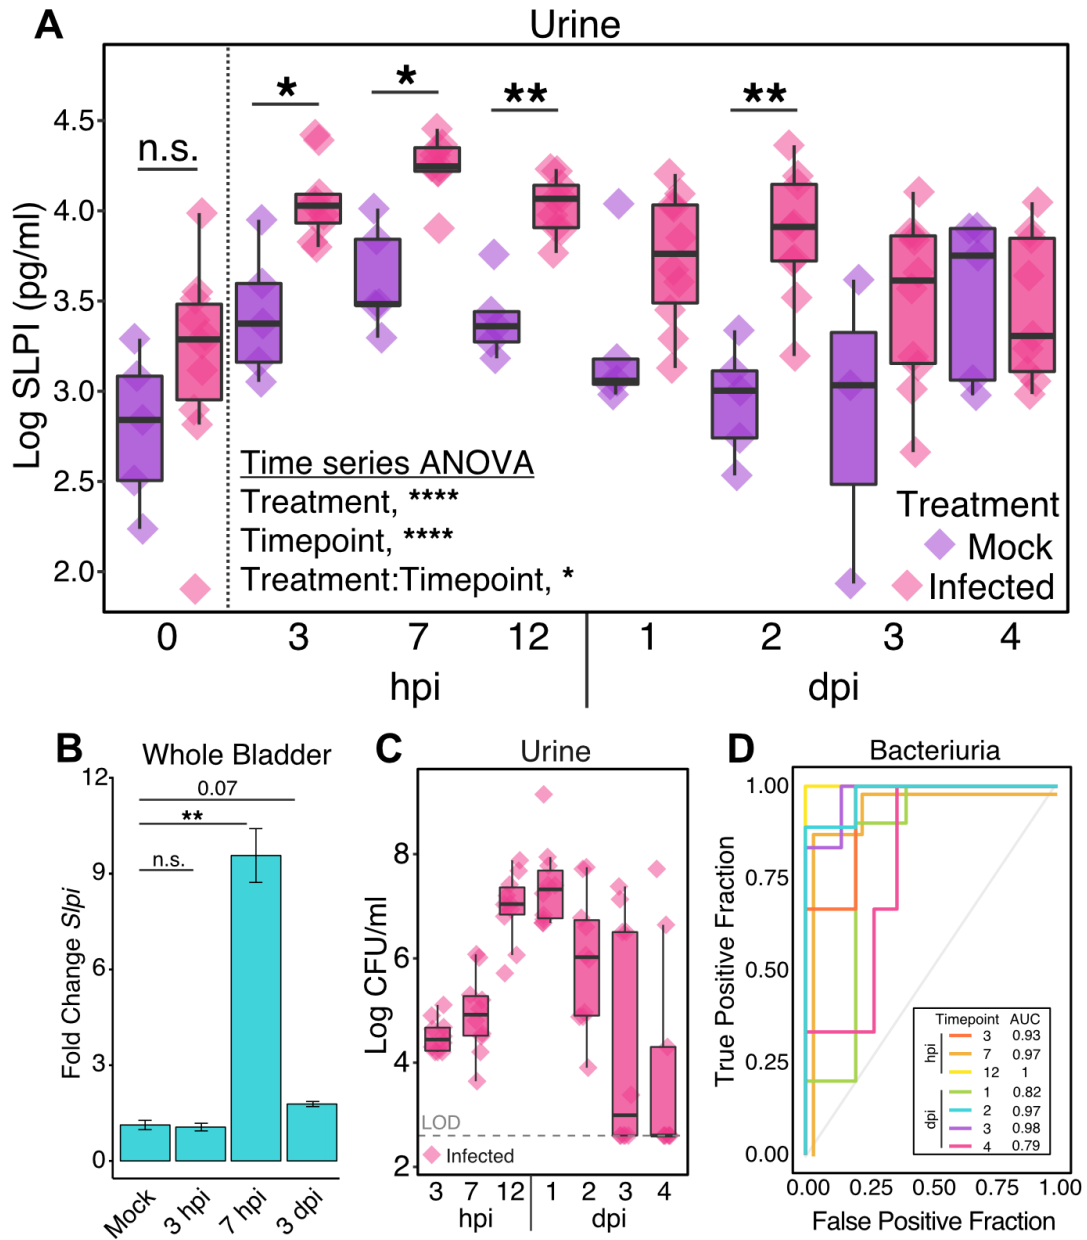 A
Urine
Log SLPI (pg/ml)
4.5
4.0
3.5
3.0
2.5
2.0
n.s.
*
*
**
**
Time series ANOVA
Treatment, ****
Timepoint, ****
Treatment:Timepoint, *
Treatment
Mock
Infected
0 3 7 12 1 2 3 4
hpi dpi
B
Whole Bladder
Fold Change Slpi
12
9
6
3
0
0.07
**
n.s.
Mock
3 hpi
7 hpi
3 dpi
C
Urine
Log CFU/ml
8
6
4
2
LOD
Infected
3 7 12 1 2 3 4
hpi dpi
D
Bacteriuria
True Positive Fraction
1.00
0.75
0.50
0.25
0.00
Timepoint AUC
hpi
3 0.93
7 0.97
12 1
dpi
1 0.82
2 0.97
3 0.98
4 0.79
0.00 0.25 0.50 0.75 1.00
False Positive Fraction